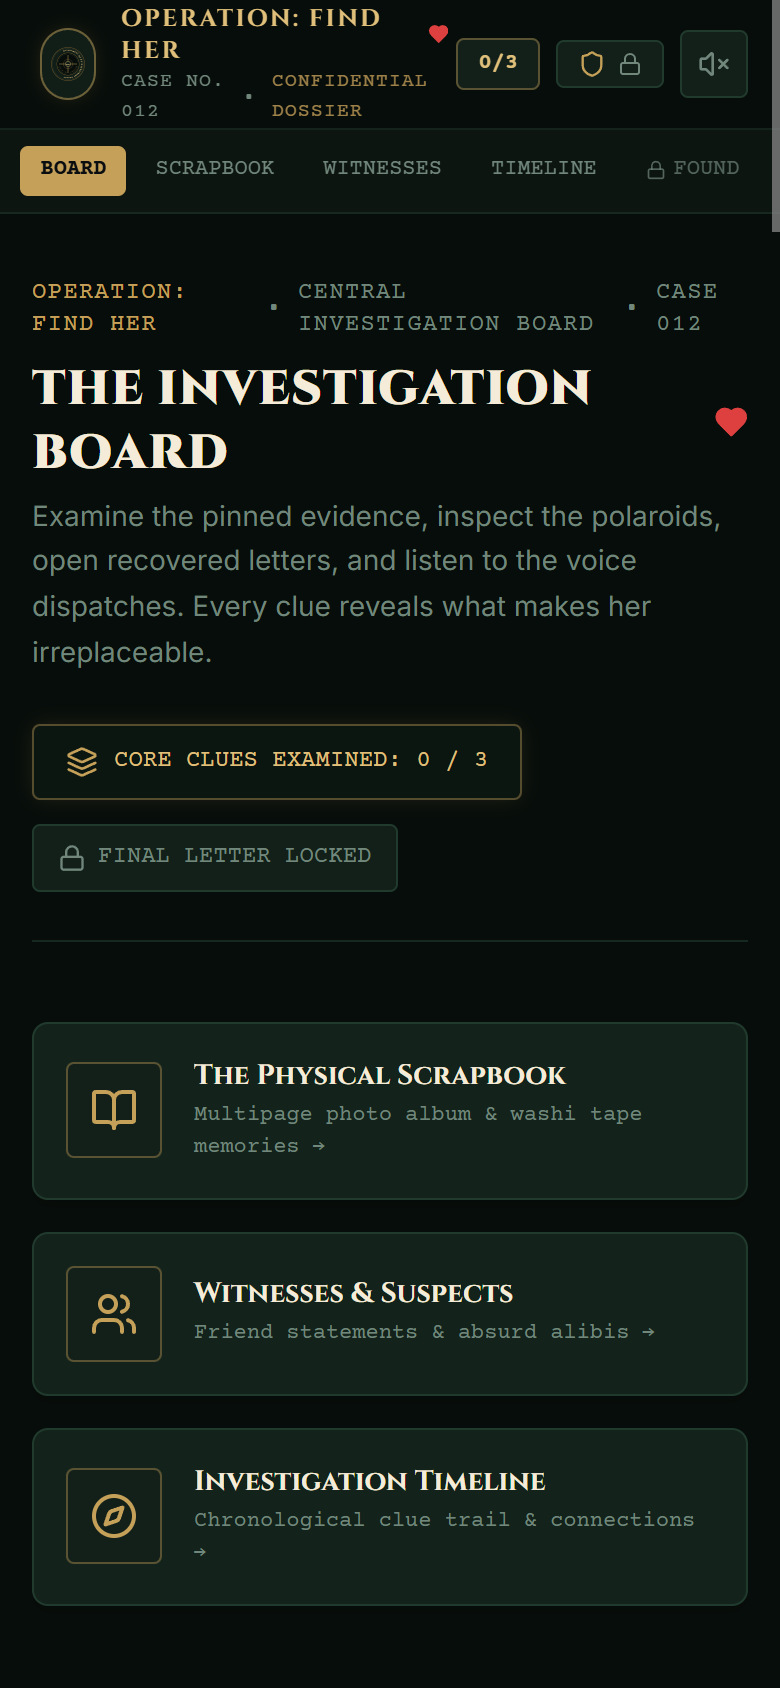 OPERATION: FIND
HER
CASE NO. 012 · CONFIDENTIAL DOSSIER
0/3
BOARD
SCRAPBOOK
WITNESSES
TIMELINE
FOUND
OPERATION: FIND HER · CENTRAL INVESTIGATION BOARD · CASE 012
THE INVESTIGATION
BOARD
Examine the pinned evidence, inspect the polaroids,
open recovered letters, and listen to the voice
dispatches. Every clue reveals what makes her
irreplaceable.
CORE CLUES EXAMINED: 0 / 3
FINAL LETTER LOCKED
The Physical Scrapbook
Multipage photo album & washi tape
memories →
Witnesses & Suspects
Friend statements & absurd alibis →
Investigation Timeline
Chronological clue trail & connections
→